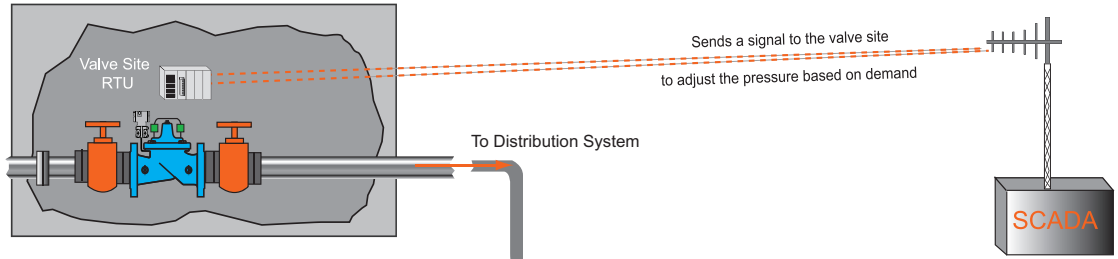 Valve Site
RTU
Sends a signal to the valve site
to adjust the pressure based on demand
To Distribution System
SCADA